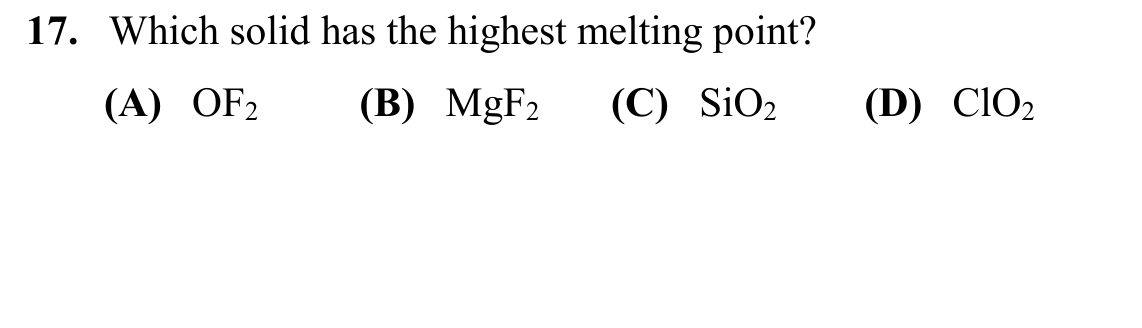 17. Which solid has the highest melting point?
(A) OF₂ (B) MgF₂ (C) SiO₂ (D) ClO₂